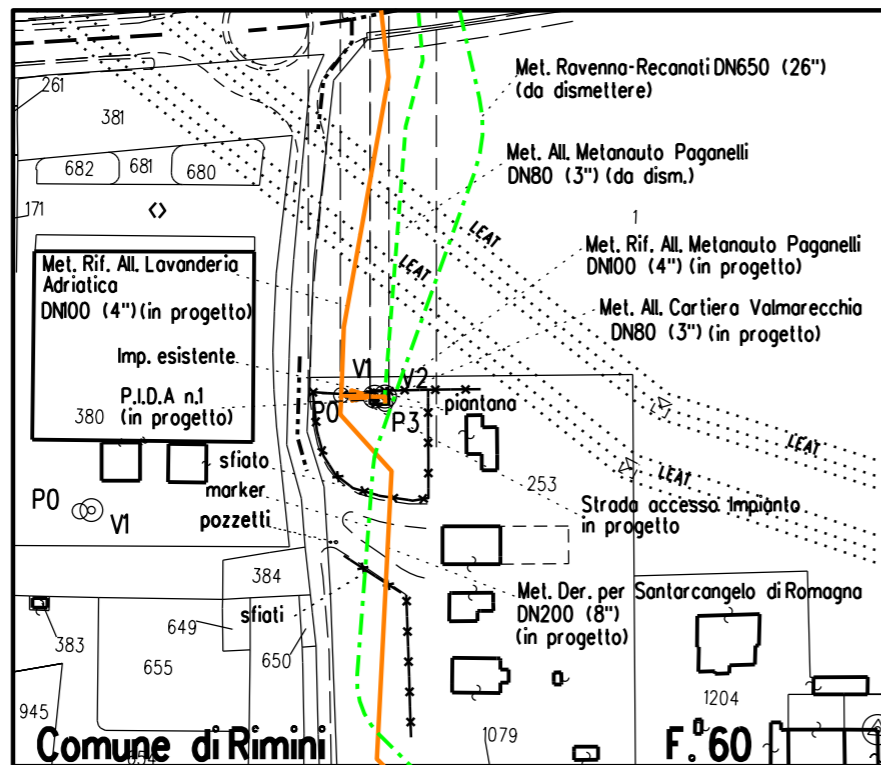 261
381
682
681
680
171
Met. Ravenna-Recanati DN650 (26")
(da dismettere)
Met. All. Metanauto Paganelli
DN80 (3") (da dism.)
1
LEAT
LEAT
Met. Rif. All. Metanauto Paganelli
DN100 (4") (in progetto)
Met. Rif. All. Lavanderia
Adriatica
DN100 (4") (in progetto)
Met. All. Cartiera Valmarecchia
DN80 (3") (in progetto)
Imp. esistente
V1
V2
P.I.D.A n.1
380 (in progetto)
P0
P3
piantana
LEAT
LEAT
sfiato
marker
pozzetti
P0
V1
253
Strada accesso Impianto
in progetto
384
Met. Der. per Santarcangelo di Romagna
DN200 (8")
(in progetto)
sfiati
649
383
655
650
945
1204
1079
654
Comune di Rimini
F. 60